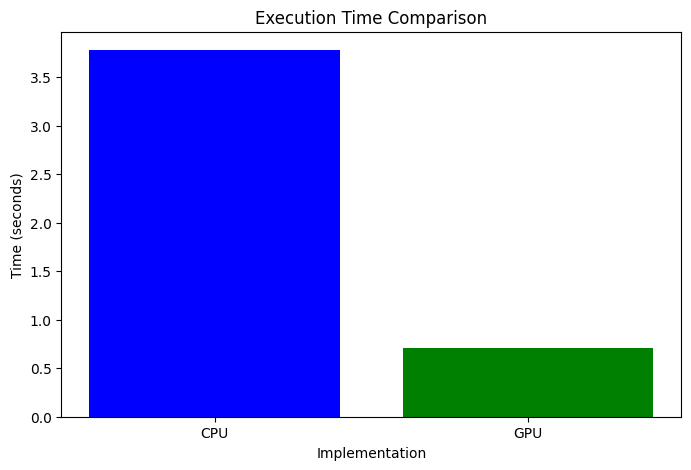 Execution Time Comparison
Time (seconds)
3.5
3.0
2.5
2.0
1.5
1.0
0.5
0.0
CPU
GPU
Implementation